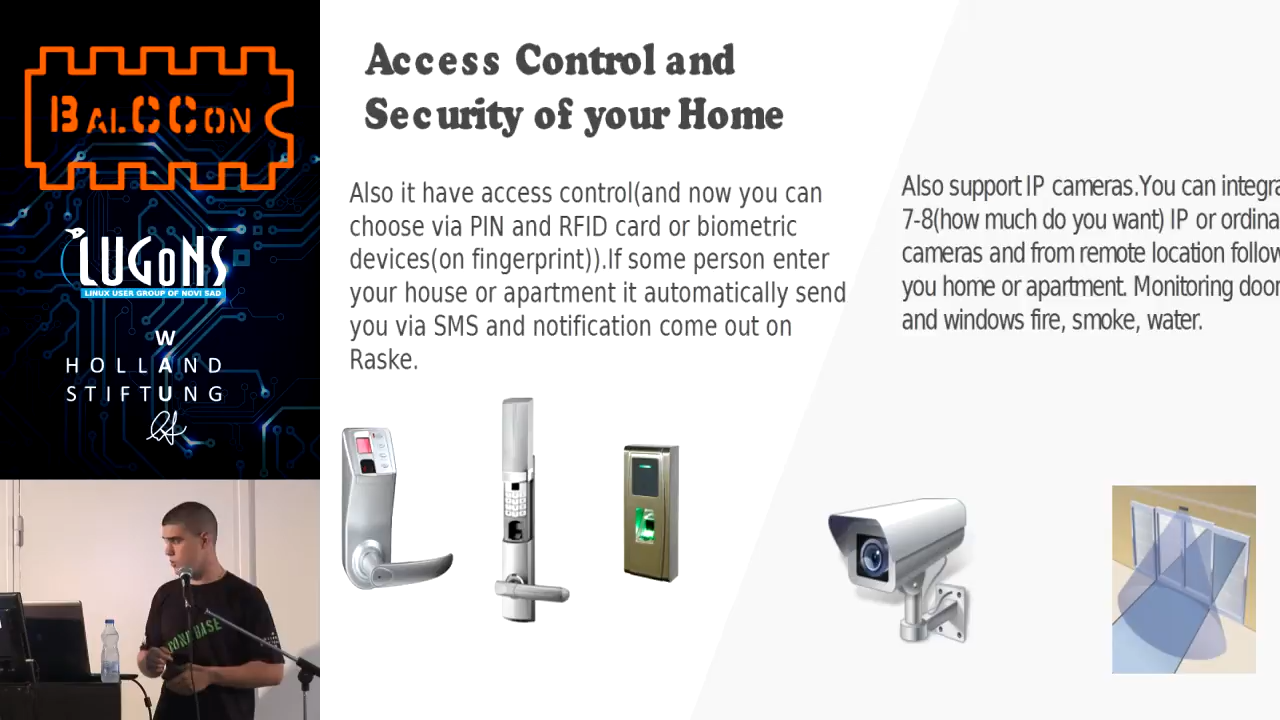 BALCCON
LUGoNS
LINUX USER GROUP OF NOVI SAD
W
HOLLAND
STIFTUNG
Access Control and
Security of your Home
Also it have access control(and now you can
choose via PIN and RFID card or biometric
devices(on fingerprint)).If some person enter
your house or apartment it automatically send
you via SMS and notification come out on
Raske.
Also support IP cameras.You can integra
7-8(how much do you want) IP or ordina
cameras and from remote location follow
you home or apartment. Monitoring door
and windows fire, smoke, water.